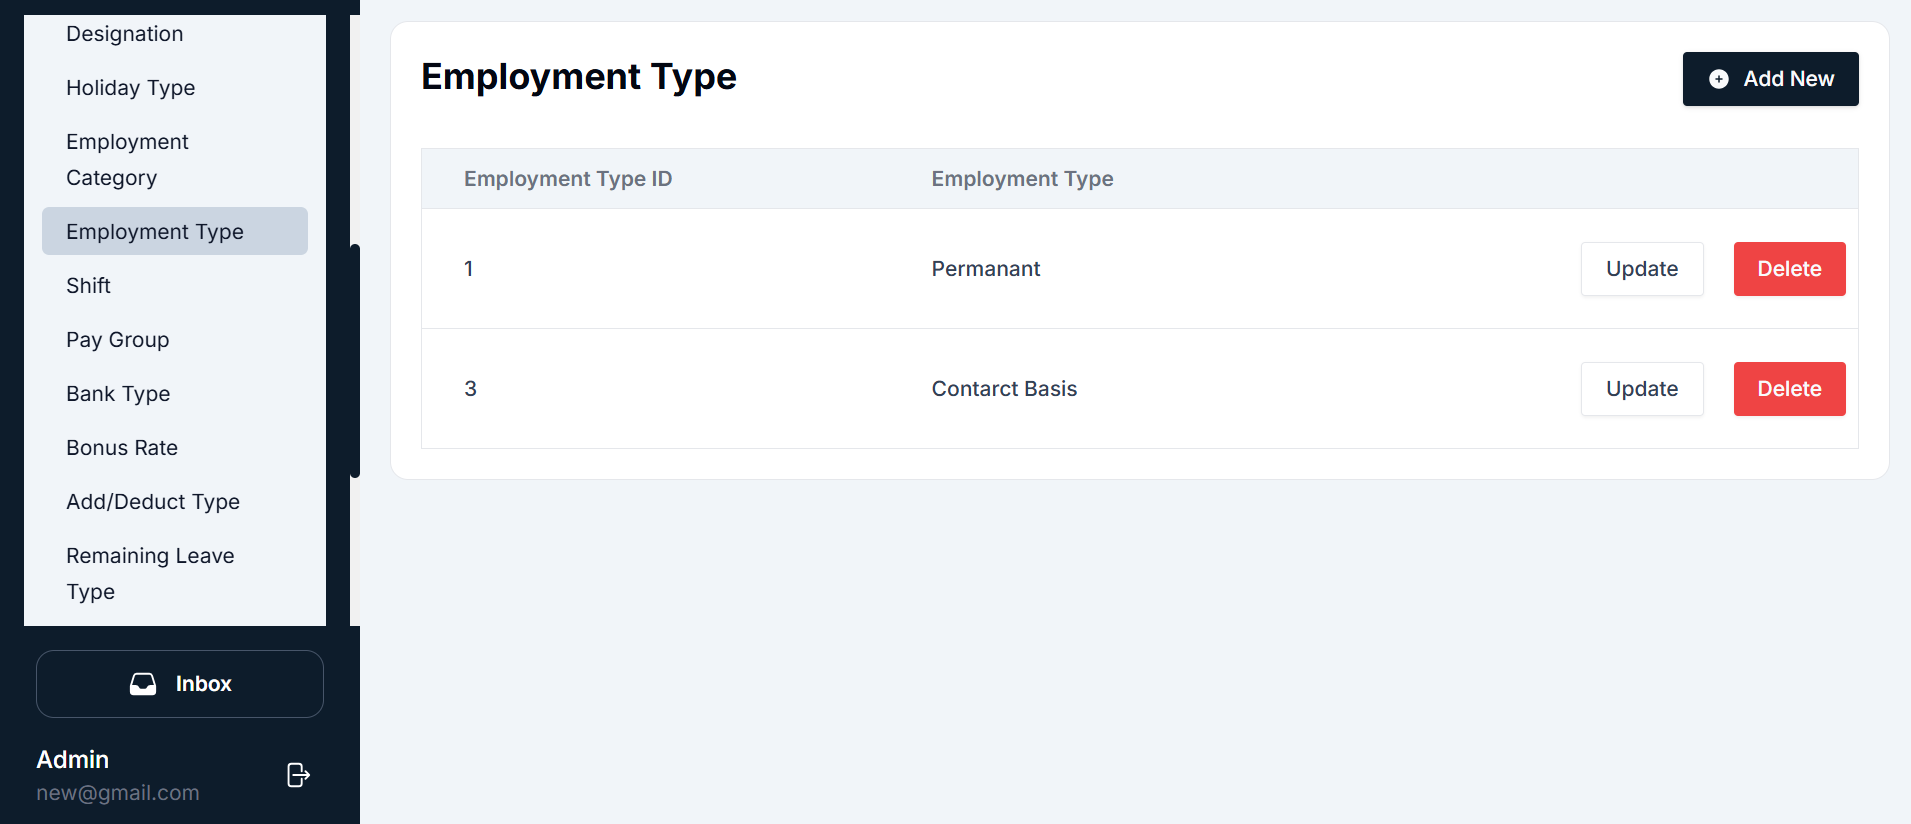 Designation
Holiday Type
Employment
Category
Employment Type
Shift
Pay Group
Bank Type
Bonus Rate
Add/Deduct Type
Remaining Leave
Type
Inbox
Admin
new@gmail.com
Employment Type
Add New
Employment Type ID Employment Type
1 Permanant Update Delete
3 Contarct Basis Update Delete